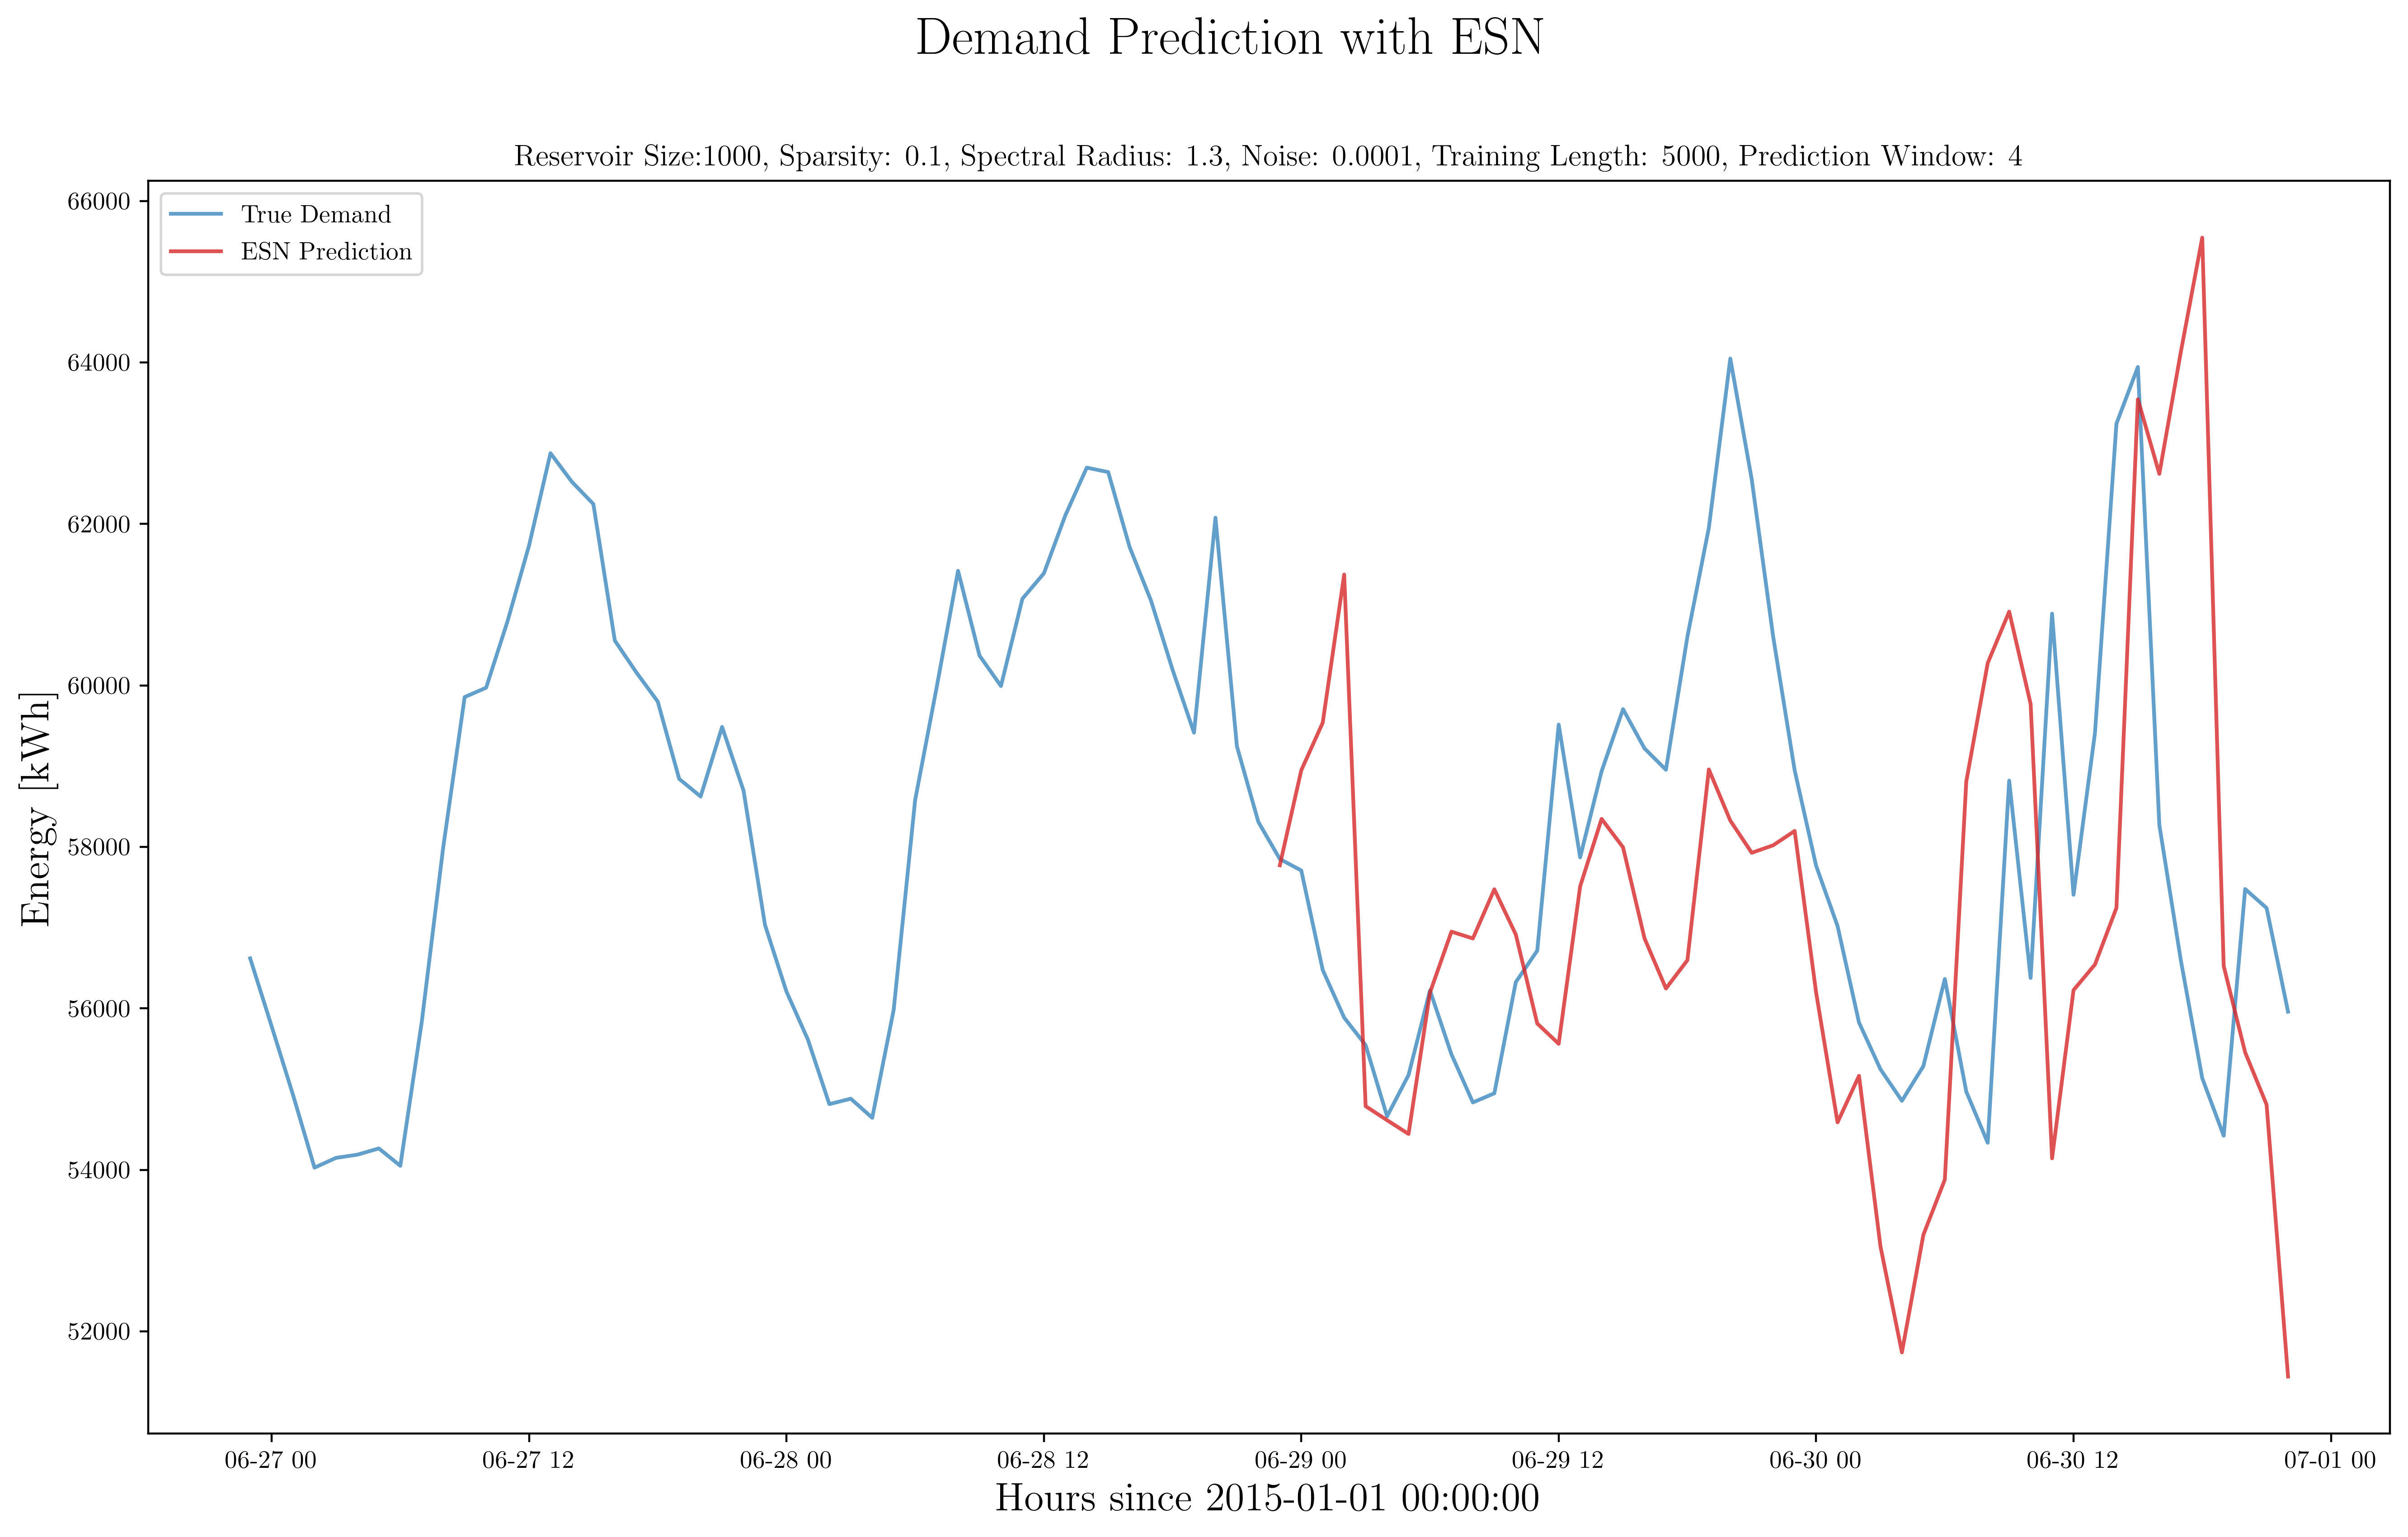 Demand Prediction with ESN
Reservoir Size:1000, Sparsity: 0.1, Spectral Radius: 1.3, Noise: 0.0001, Training Length: 5000, Prediction Window: 4
True Demand
ESN Prediction
66000
64000
62000
60000
58000
56000
54000
52000
Energy [kWh]
06-27 00 06-27 12 06-28 00 06-28 12 06-29 00 06-29 12 06-30 00 06-30 12 07-01 00
Hours since 2015-01-01 00:00:00